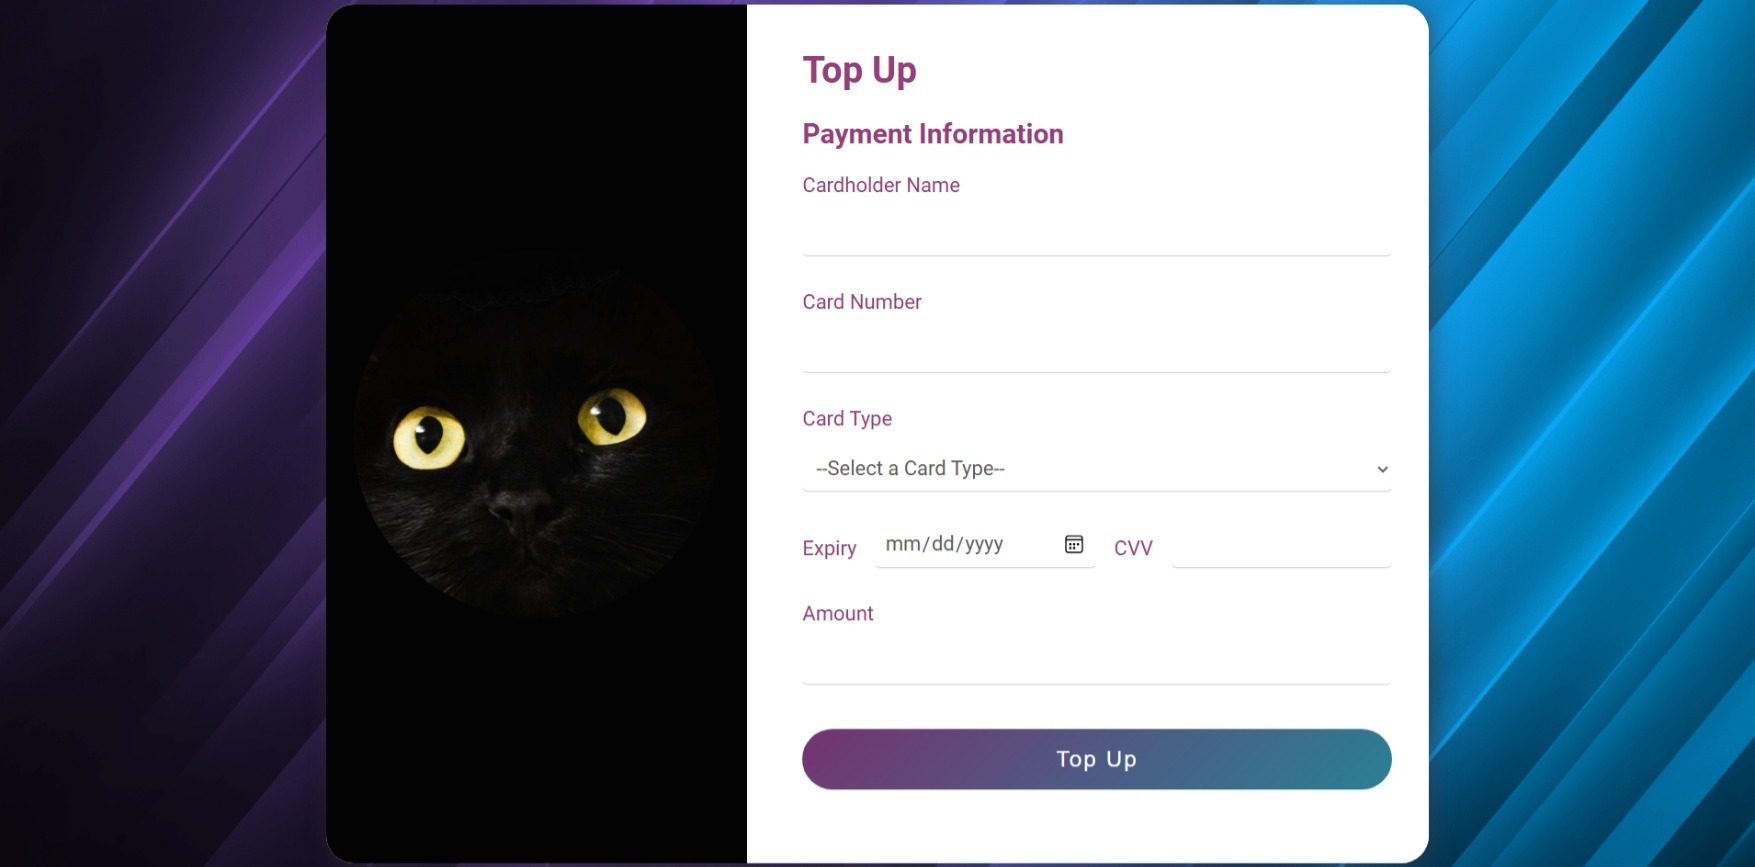 Top Up
Payment Information
Cardholder Name
Card Number
Card Type
--Select a Card Type--
Expiry mm/dd/yyyy CVV
Amount
Top Up